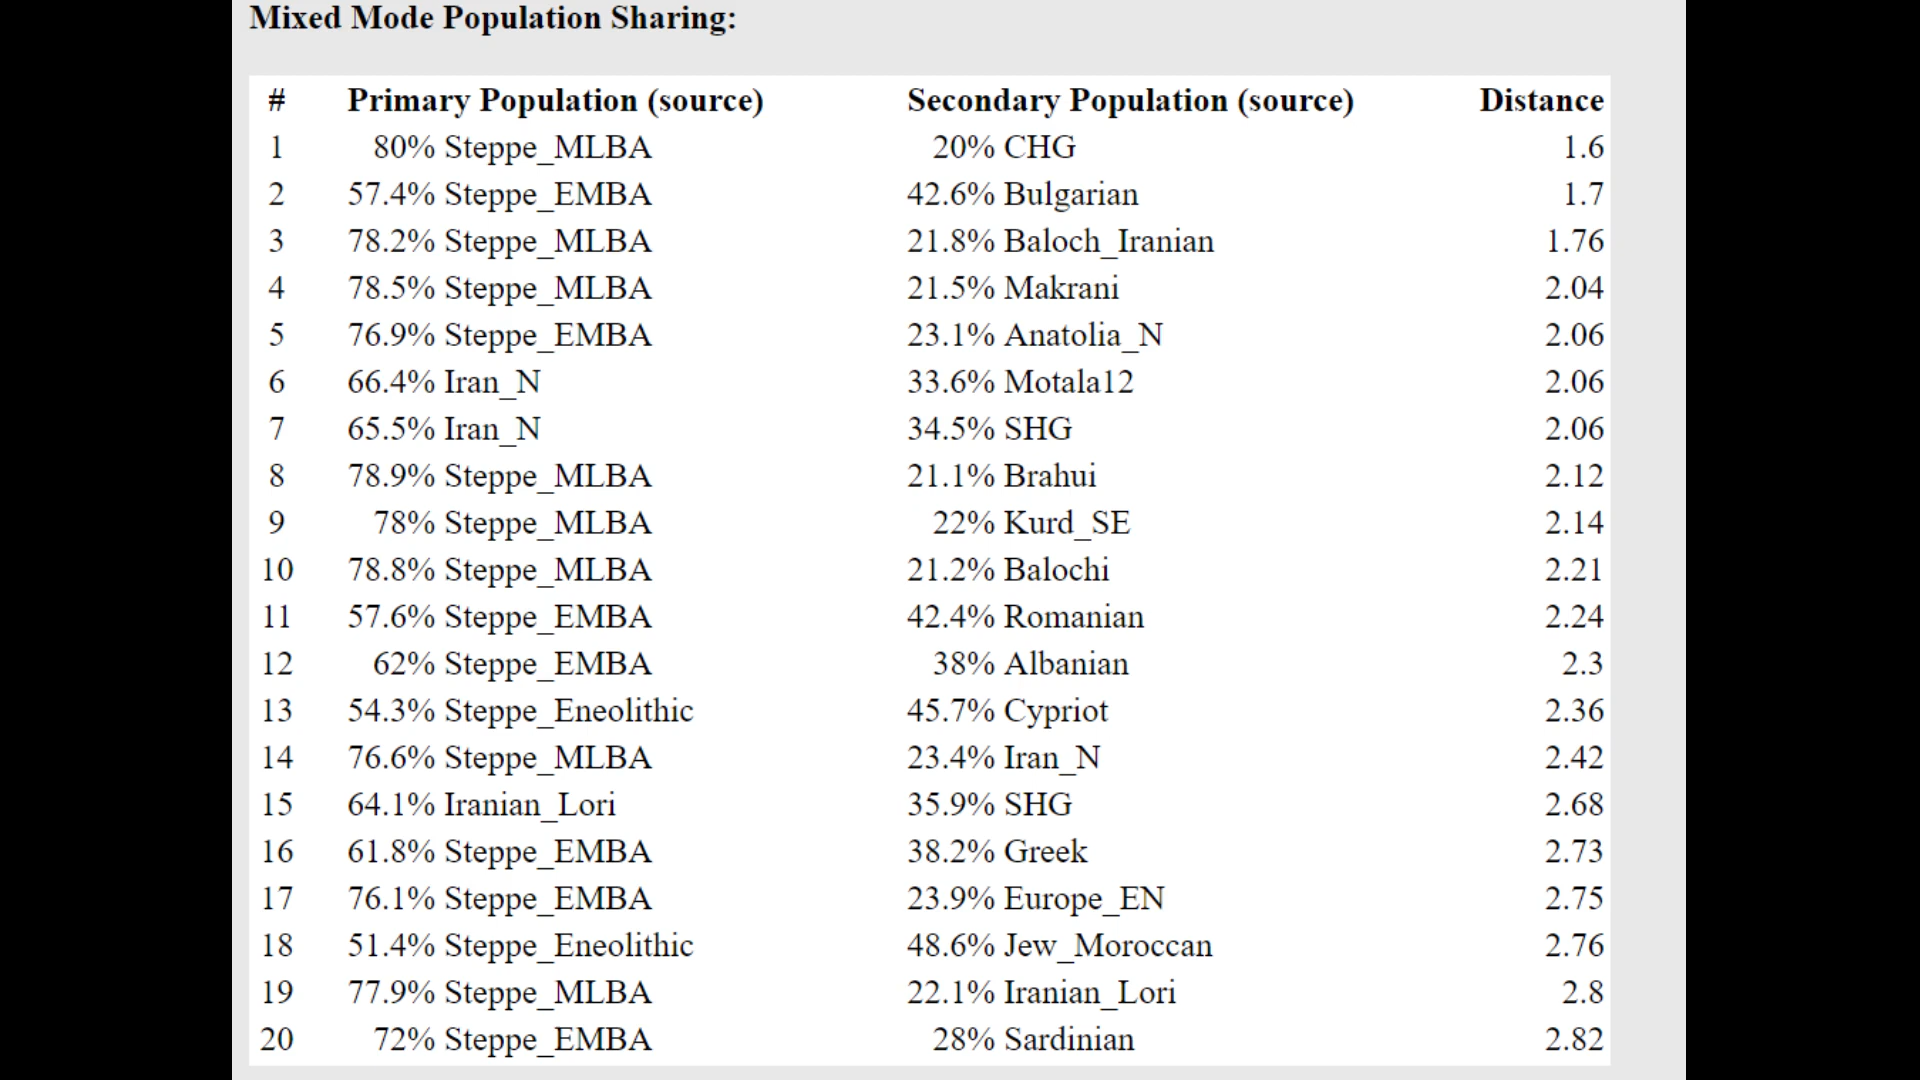 Mixed Mode Population Sharing:
# Primary Population (source) Secondary Population (source) Distance
1 80% Steppe_MLBA 20% CHG 1.6
2 57.4% Steppe_EMBA 42.6% Bulgarian 1.7
3 78.2% Steppe_MLBA 21.8% Baloch_Iranian 1.76
4 78.5% Steppe_MLBA 21.5% Makrani 2.04
5 76.9% Steppe_EMBA 23.1% Anatolia_N 2.06
6 66.4% Iran_N 33.6% Motala12 2.06
7 65.5% Iran_N 34.5% SHG 2.06
8 78.9% Steppe_MLBA 21.1% Brahui 2.12
9 78% Steppe_MLBA 22% Kurd_SE 2.14
10 78.8% Steppe_MLBA 21.2% Balochi 2.21
11 57.6% Steppe_EMBA 42.4% Romanian 2.24
12 62% Steppe_EMBA 38% Albanian 2.3
13 54.3% Steppe_Eneolithic 45.7% Cypriot 2.36
14 76.6% Steppe_MLBA 23.4% Iran_N 2.42
15 64.1% Iranian_Lori 35.9% SHG 2.68
16 61.8% Steppe_EMBA 38.2% Greek 2.73
17 76.1% Steppe_EMBA 23.9% Europe_EN 2.75
18 51.4% Steppe_Eneolithic 48.6% Jew_Moroccan 2.76
19 77.9% Steppe_MLBA 22.1% Iranian_Lori 2.8
20 72% Steppe_EMBA 28% Sardinian 2.82